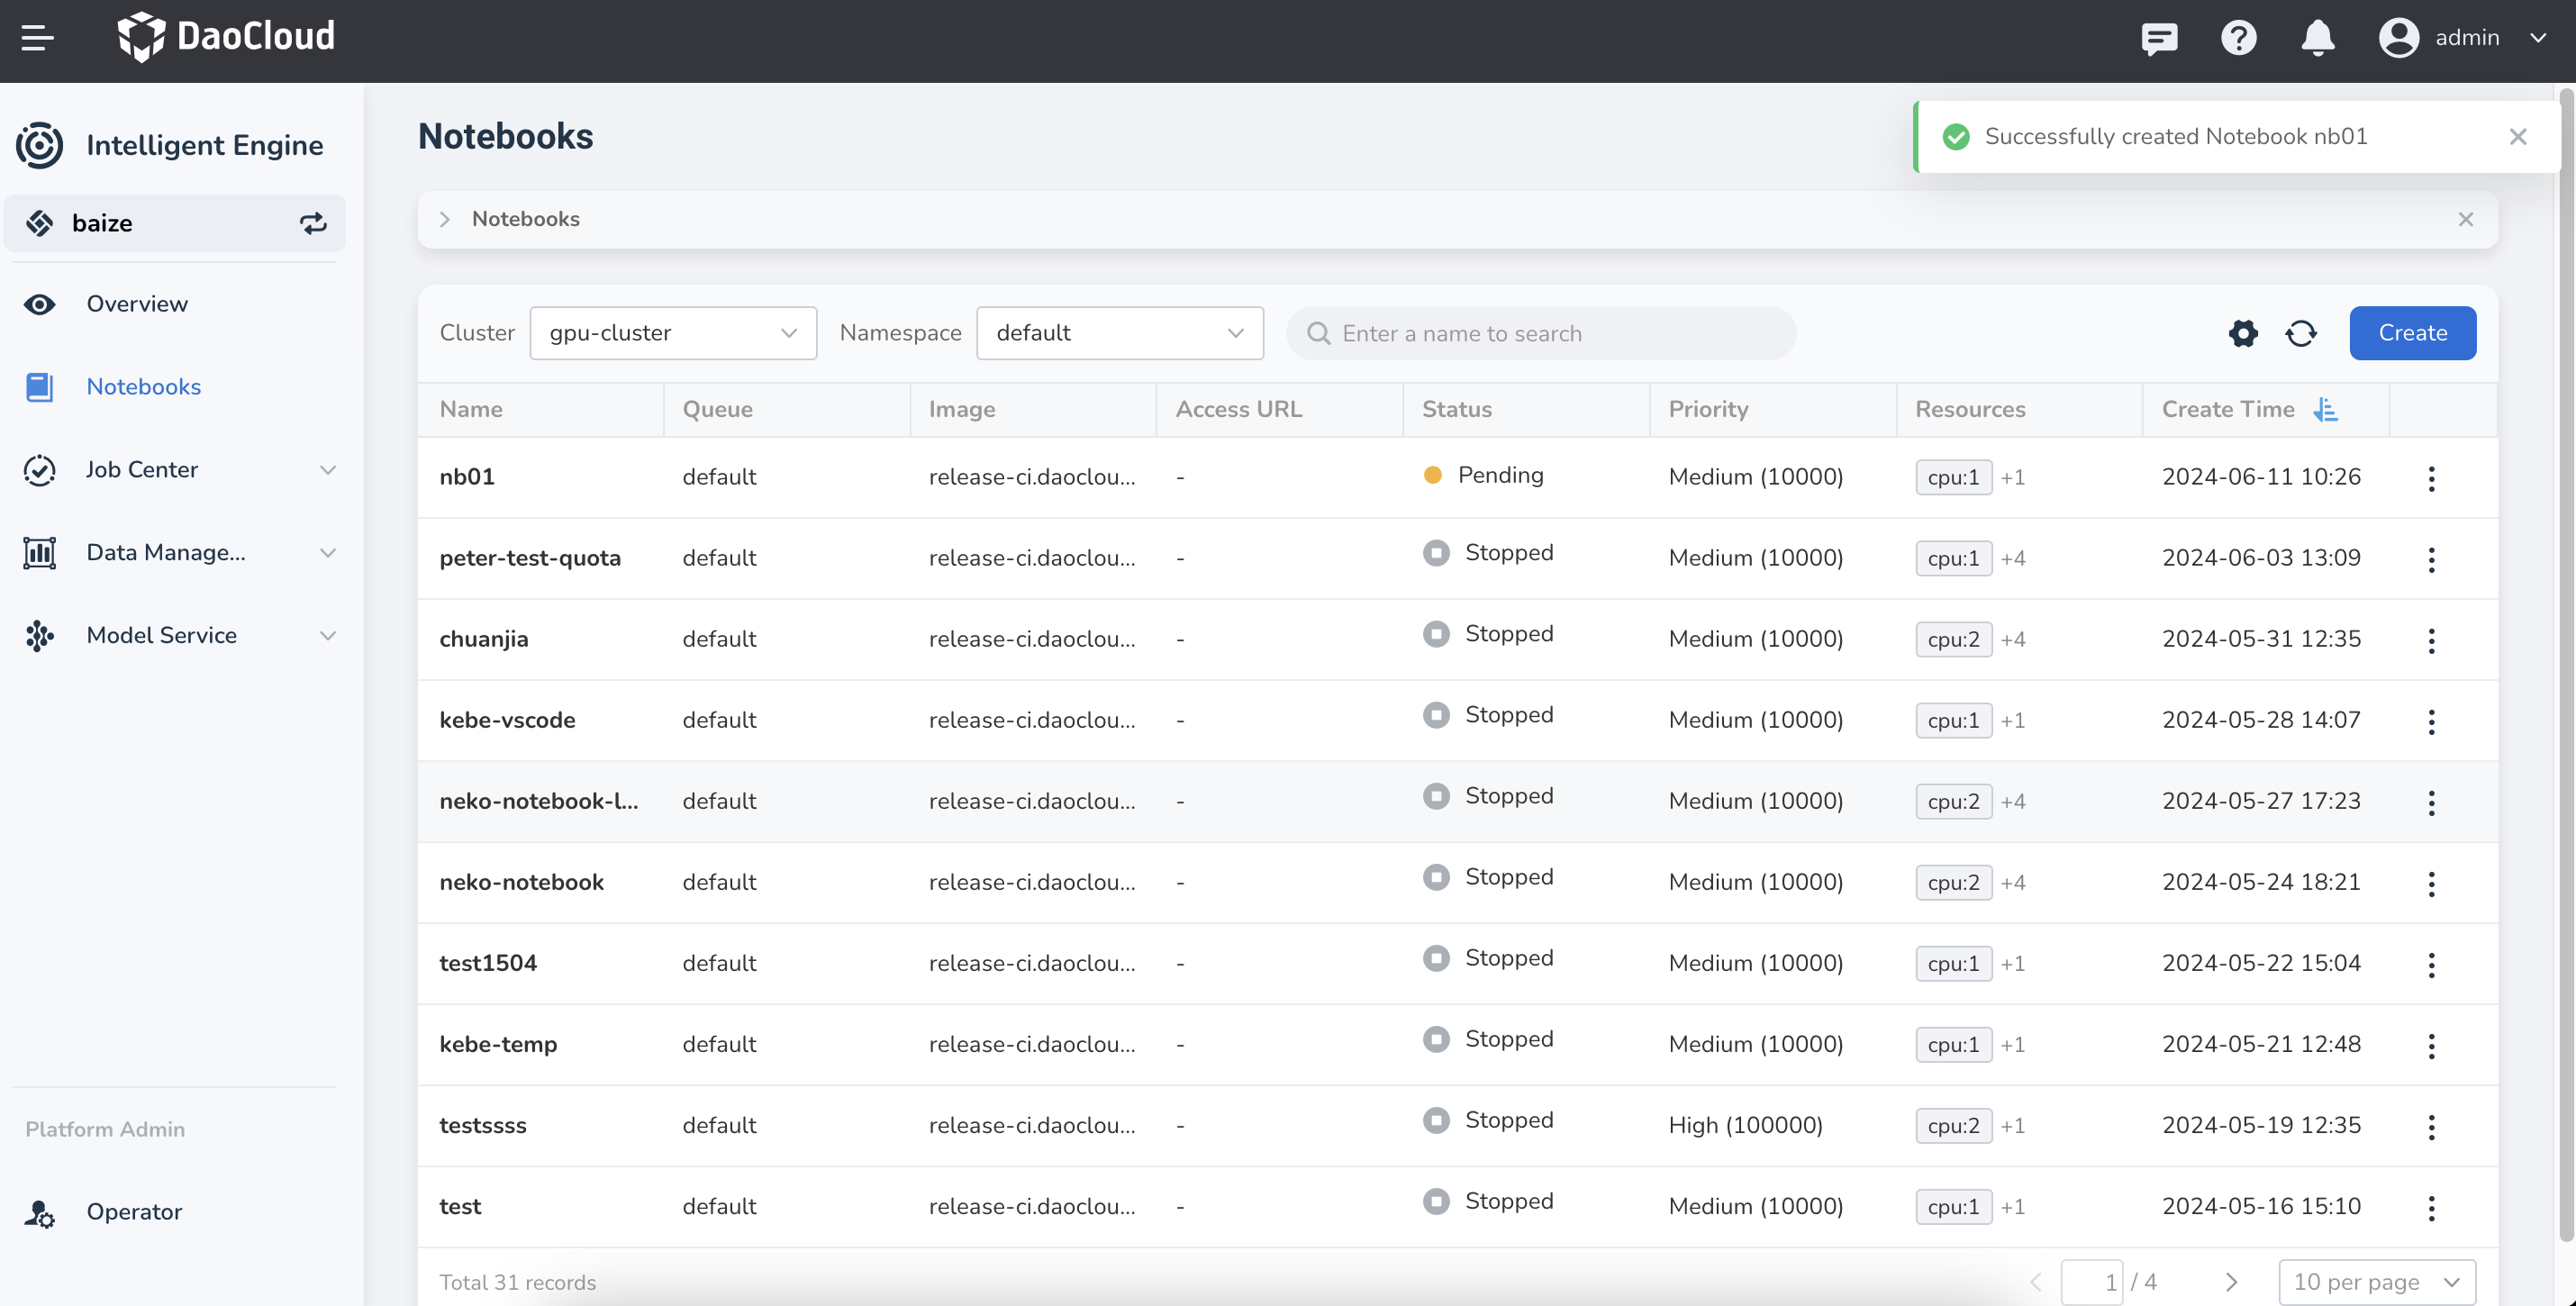 DaoCloud
admin
Intelligent Engine
baize
Overview
Notebooks
Job Center
Data Manage...
Model Service
Platform Admin
Operator
Notebooks
Successfully created Notebook nb01
Notebooks
Cluster gpu-cluster Namespace default Enter a name to search Create
Name Queue Image Access URL Status Priority Resources Create Time
nb01 default release-ci.daoclou... - Pending Medium (10000) cpu:1 +1 2024-06-11 10:26
peter-test-quota default release-ci.daoclou... - Stopped Medium (10000) cpu:1 +4 2024-06-03 13:09
chuanjia default release-ci.daoclou... - Stopped Medium (10000) cpu:2 +4 2024-05-31 12:35
kebe-vscode default release-ci.daoclou... - Stopped Medium (10000) cpu:1 +1 2024-05-28 14:07
neko-notebook-l... default release-ci.daoclou... - Stopped Medium (10000) cpu:2 +4 2024-05-27 17:23
neko-notebook default release-ci.daoclou... - Stopped Medium (10000) cpu:2 +4 2024-05-24 18:21
test1504 default release-ci.daoclou... - Stopped Medium (10000) cpu:1 +1 2024-05-22 15:04
kebe-temp default release-ci.daoclou... - Stopped Medium (10000) cpu:1 +1 2024-05-21 12:48
testssss default release-ci.daoclou... - Stopped High (100000) cpu:2 +1 2024-05-19 12:35
test default release-ci.daoclou... - Stopped Medium (10000) cpu:1 +1 2024-05-16 15:10
Total 31 records 1 / 4 10 per page